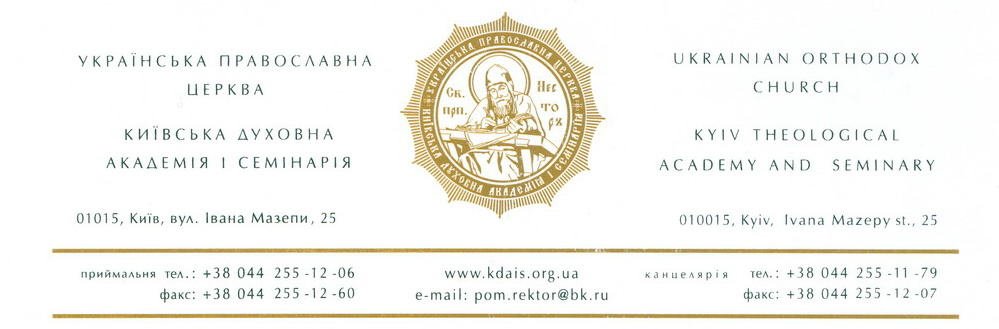 УКРАЇНСЬКА ПРАВОСЛАВНА
ЦЕРКВА
КИЇВСЬКА ДУХОВНА
АКАДЕМІЯ І СЕМІНАРІЯ
01015, Київ, вул. Івана Мазепи, 25
УКРАЇНСЬКА ПРАВОСЛАВНА ЦЕРКВА
КИЇВСЬКА ДУХОВНА АКАДЕМІЯ І СЕМІНАРІЯ
Св. Нес
прп. торъ
UKRAINIAN ORTHODOX
CHURCH
KYIV THEOLOGICAL
ACADEMY AND SEMINARY
010015, Kyiv, Ivana Mazepy st., 25
приймальня тел.: +38 044 255 -12 -06
факс: +38 044 255 -12 -60
www.kdais.org.ua
e-mail: pom.rektor@bk.ru
канцелярія тел.: +38 044 255 -11 -79
факс: +38 044 255 -12 -07